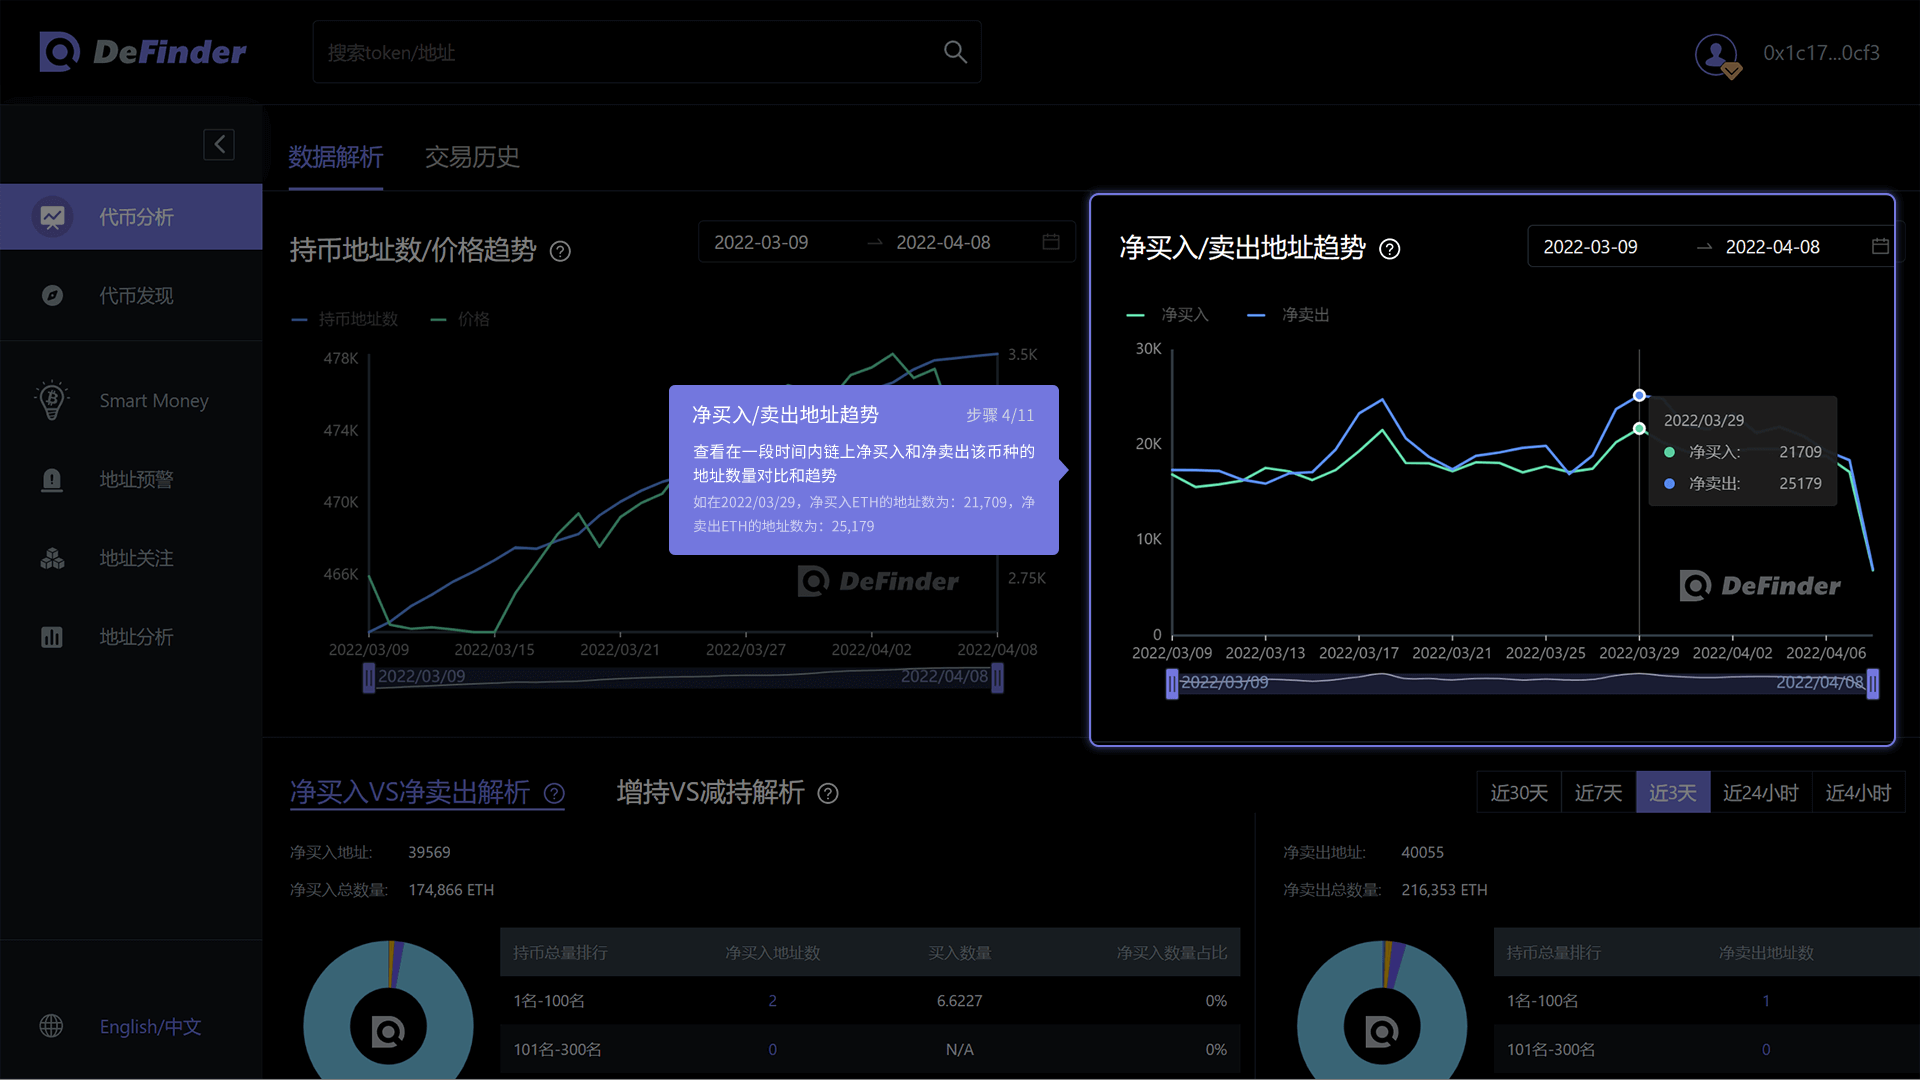 DeFinder
搜索token/地址
0x1c17...0cf3
代币分析
代币发现
Smart Money
地址预警
地址关注
地址分析
English/中文
数据解析
交易历史
持币地址数/价格趋势
2022-03-09 → 2022-04-08
持币地址数 价格
478K
474K
470K
466K
3.5K
2.75K
2022/03/09 2022/03/15 2022/03/21 2022/03/27 2022/04/02 2022/04/08
2022/03/09 2022/04/08
DeFinder
净买入/卖出地址趋势 步骤 4/11
查看在一段时间内链上净买入和净卖出该币种的
地址数量对比和趋势
如在2022/03/29，净买入ETH的地址数为：21,709，净
卖出ETH的地址数为：25,179
净买入/卖出地址趋势
2022-03-09 → 2022-04-08
净买入 净卖出
30K
20K
10K
0
2022/03/29
净买入: 21709
净卖出: 25179
DeFinder
2022/03/09 2022/03/13 2022/03/17 2022/03/21 2022/03/25 2022/03/29 2022/04/02 2022/04/06
2022/03/09 2022/04/08
净买入VS净卖出解析
增持VS减持解析
近30天 近7天 近3天 近24小时 近4小时
净买入地址: 39569
净买入总数量: 174,866 ETH
持币总量排行 净买入地址数 买入数量 净买入数量占比
1名-100名 2 6.6227 0%
101名-300名 0 N/A 0%
净卖出地址: 40055
净卖出总数量: 216,353 ETH
持币总量排行 净卖出地址数
1名-100名 1
101名-300名 0